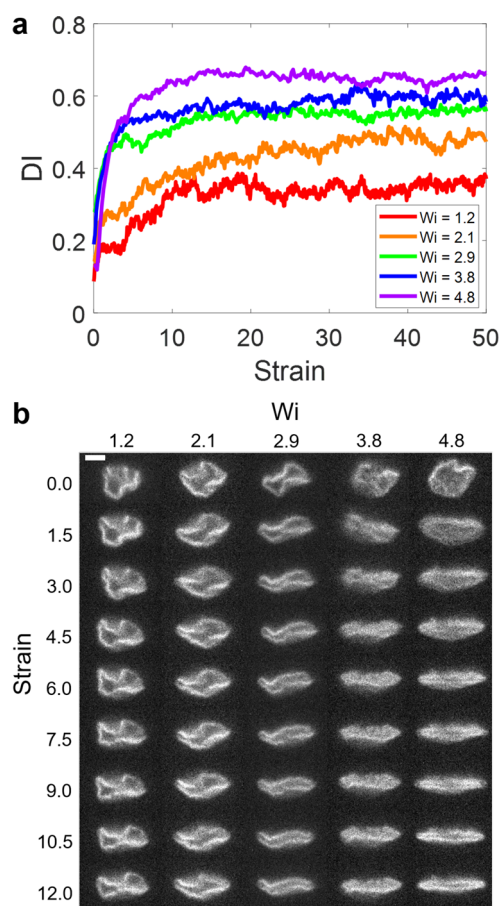 a
0.8
0.6
0.4
0.2
0
DI
0 10 20 30 40 50
Strain
Wi = 1.2
Wi = 2.1
Wi = 2.9
Wi = 3.8
Wi = 4.8
b
Wi
1.2 2.1 2.9 3.8 4.8
Strain
0.0
1.5
3.0
4.5
6.0
7.5
9.0
10.5
12.0